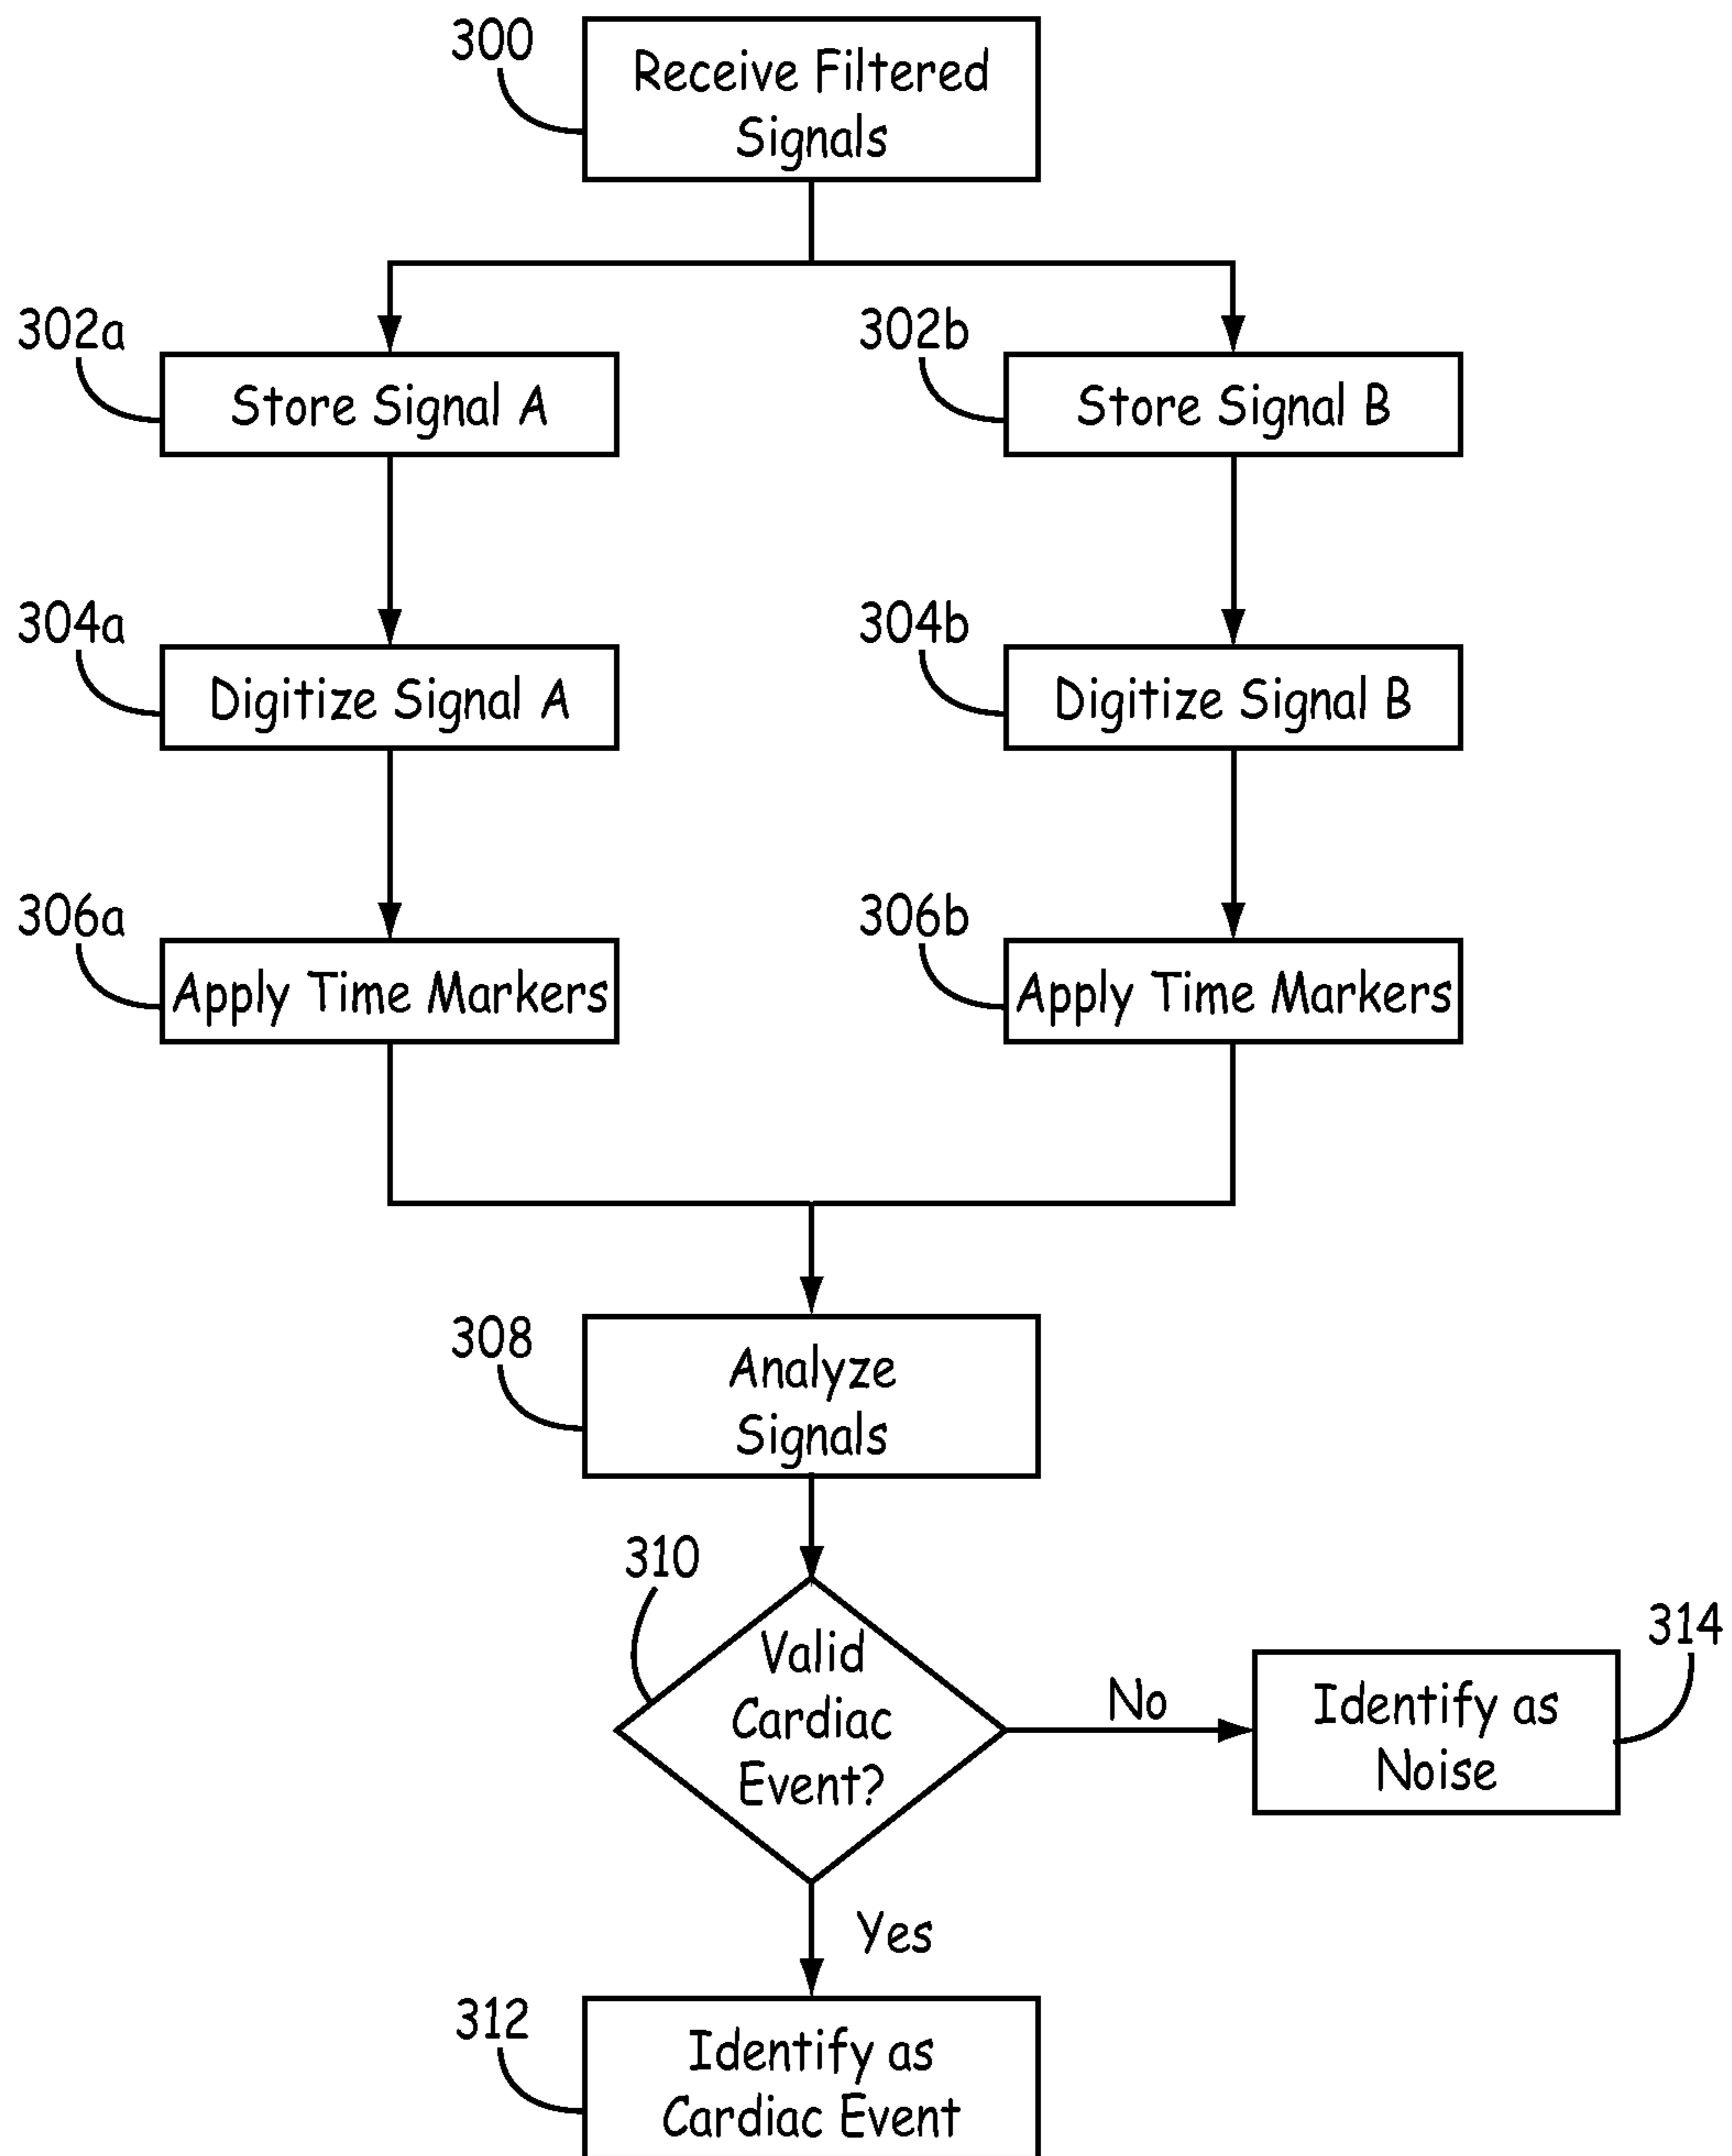 300
Receive Filtered
Signals
302a
302b
Store Signal A
Store Signal B
304a
304b
Digitize Signal A
Digitize Signal B
306a
306b
Apply Time Markers
Apply Time Markers
308
Analyze
Signals
310
Valid
Cardiac
Event?
No
314
Identify as
Noise
Yes
312
Identify as
Cardiac Event